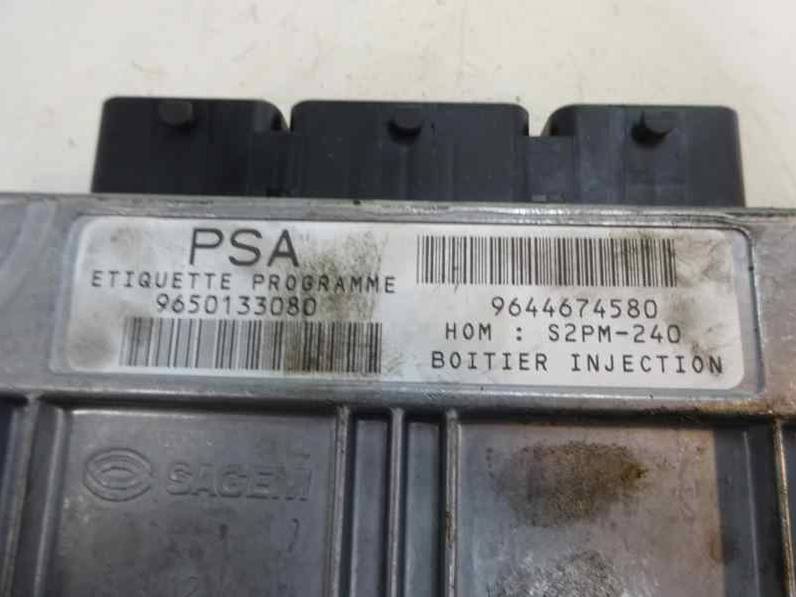 PSA
ETIQUETTE PROGRAMME
9650133080
9644674580
HOM : S2PM-240
BOITIER INJECTION
SAGEM